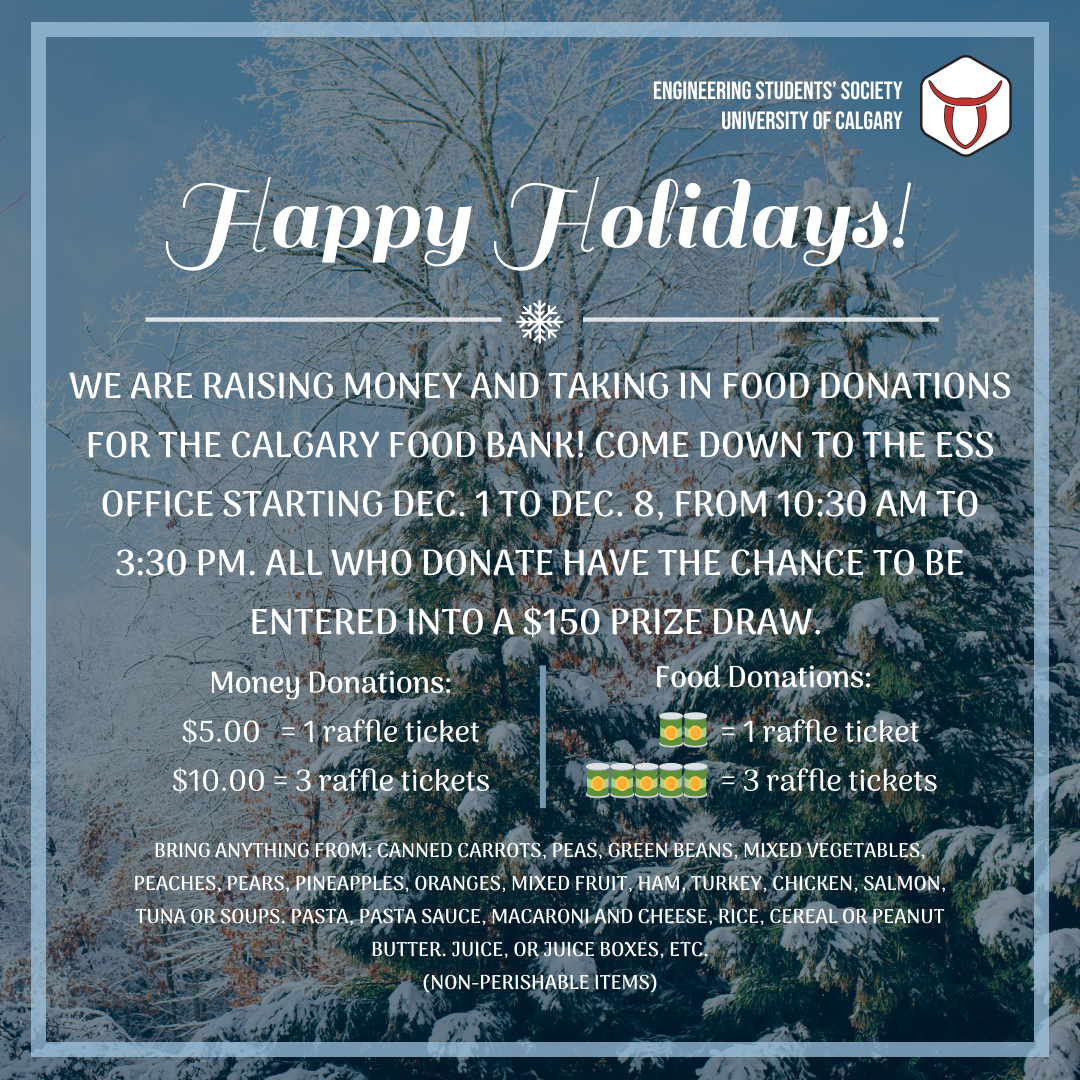 ENGINEERING STUDENTS' SOCIETY
UNIVERSITY OF CALGARY
Happy Holidays!
WE ARE RAISING MONEY AND TAKING IN FOOD DONATIONS
FOR THE CALGARY FOOD BANK! COME DOWN TO THE ESS
OFFICE STARTING DEC. 1 TO DEC. 8, FROM 10:30 AM TO
3:30 PM. ALL WHO DONATE HAVE THE CHANCE TO BE
ENTERED INTO A $150 PRIZE DRAW.
Money Donations:
$5.00 = 1 raffle ticket
$10.00 = 3 raffle tickets
Food Donations:
= 1 raffle ticket
= 3 raffle tickets
BRING ANYTHING FROM: CANNED CARROTS, PEAS, GREEN BEANS, MIXED VEGETABLES,
PEACHES, PEARS, PINEAPPLES, ORANGES, MIXED FRUIT, HAM, TURKEY, CHICKEN, SALMON,
TUNA OR SOUPS. PASTA, PASTA SAUCE, MACARONI AND CHEESE, RICE, CEREAL OR PEANUT
BUTTER. JUICE, OR JUICE BOXES, ETC.
(NON-PERISHABLE ITEMS)